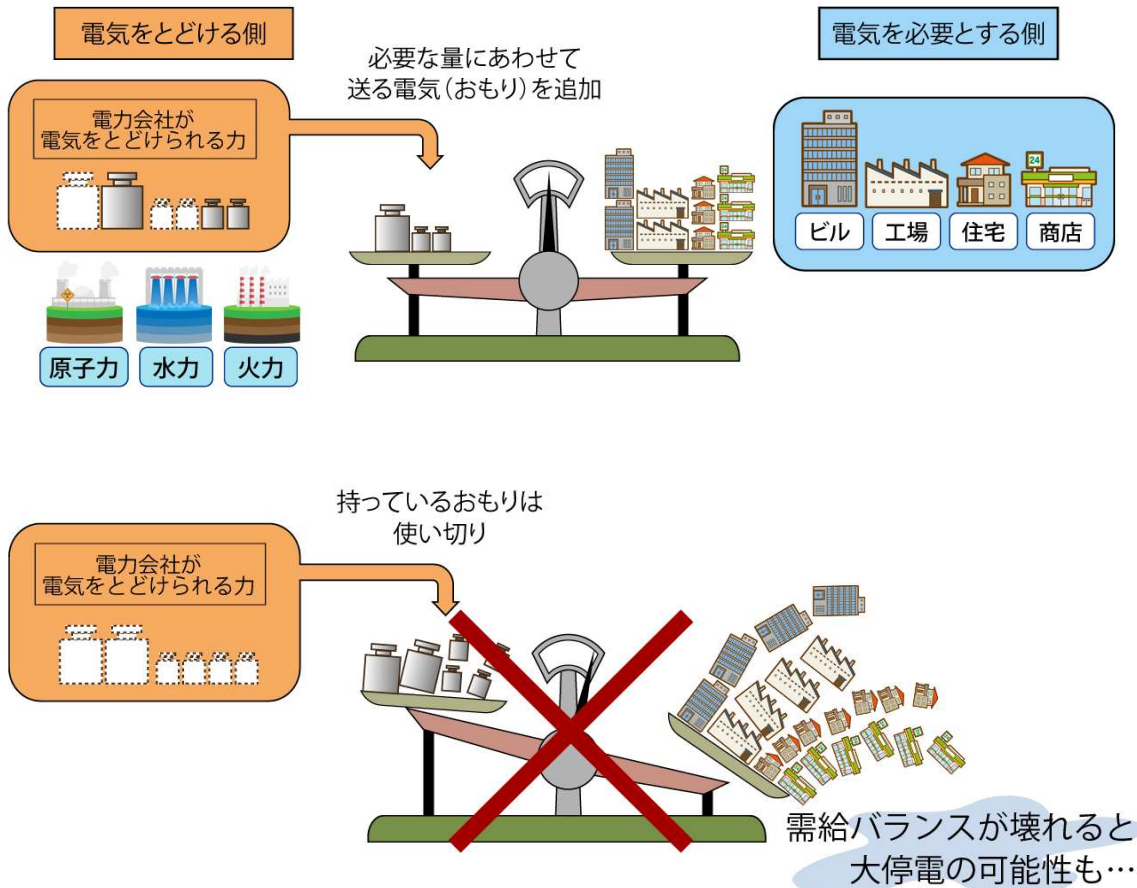 電気をとどける側
必要な量にあわせて
送る電気(おもり)を追加
電気を必要とする側
電力会社が
電気をとどけられる力
24
24
24
24
ビル
工場
住宅
商店
原子力
水力
火力
持っているおもりは
使い切り
電力会社が
電気をとどけられる力
需給バランスが壊れると
大停電の可能性も…